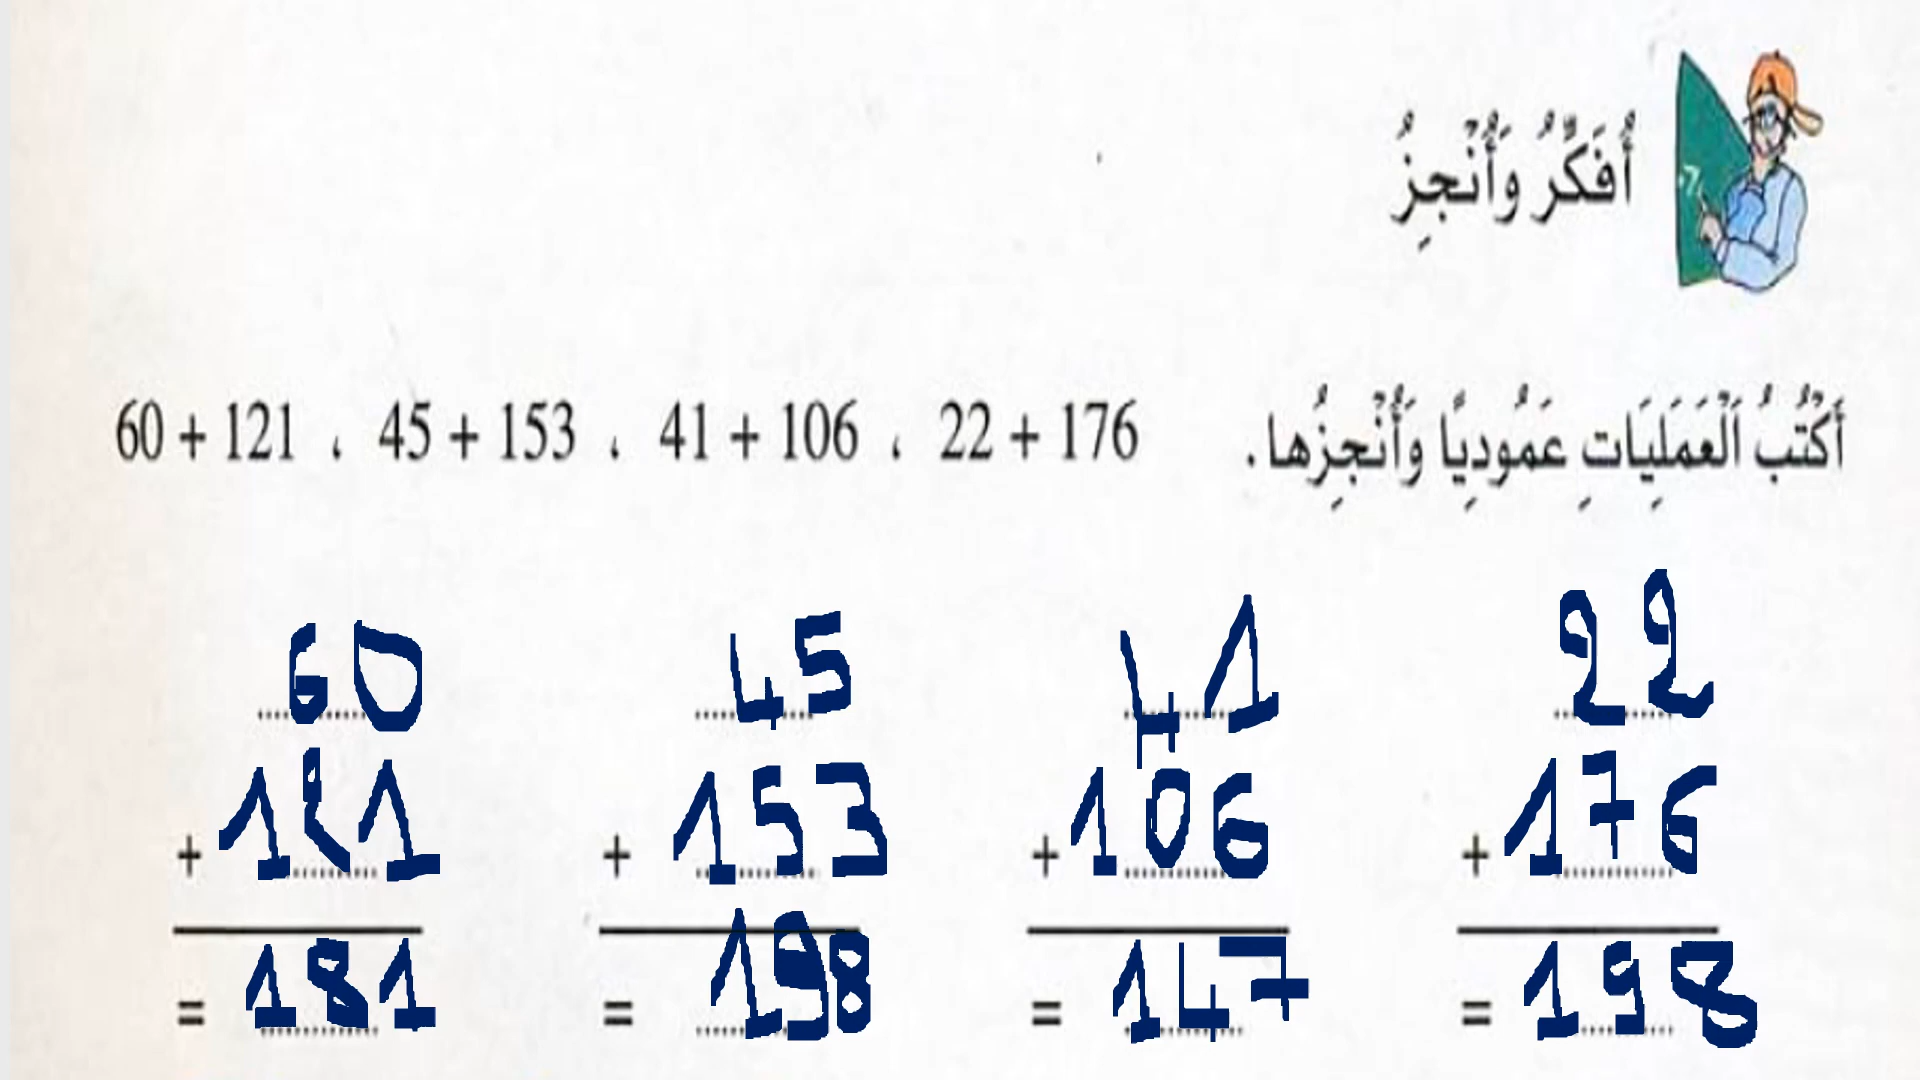 أُفَكِّرُ وَأُنْجِزُ
أَكْتُبُ اَلْعَمَلِيَاتِ عَمُودِيًا وَأُنْجِزُها . 22 + 176 ، 41 + 106 ، 45 + 153 ، 60 + 121
60 45 41 22
+ 121 + 153 + 106 + 176
= 181 = 198 = 147 = 198